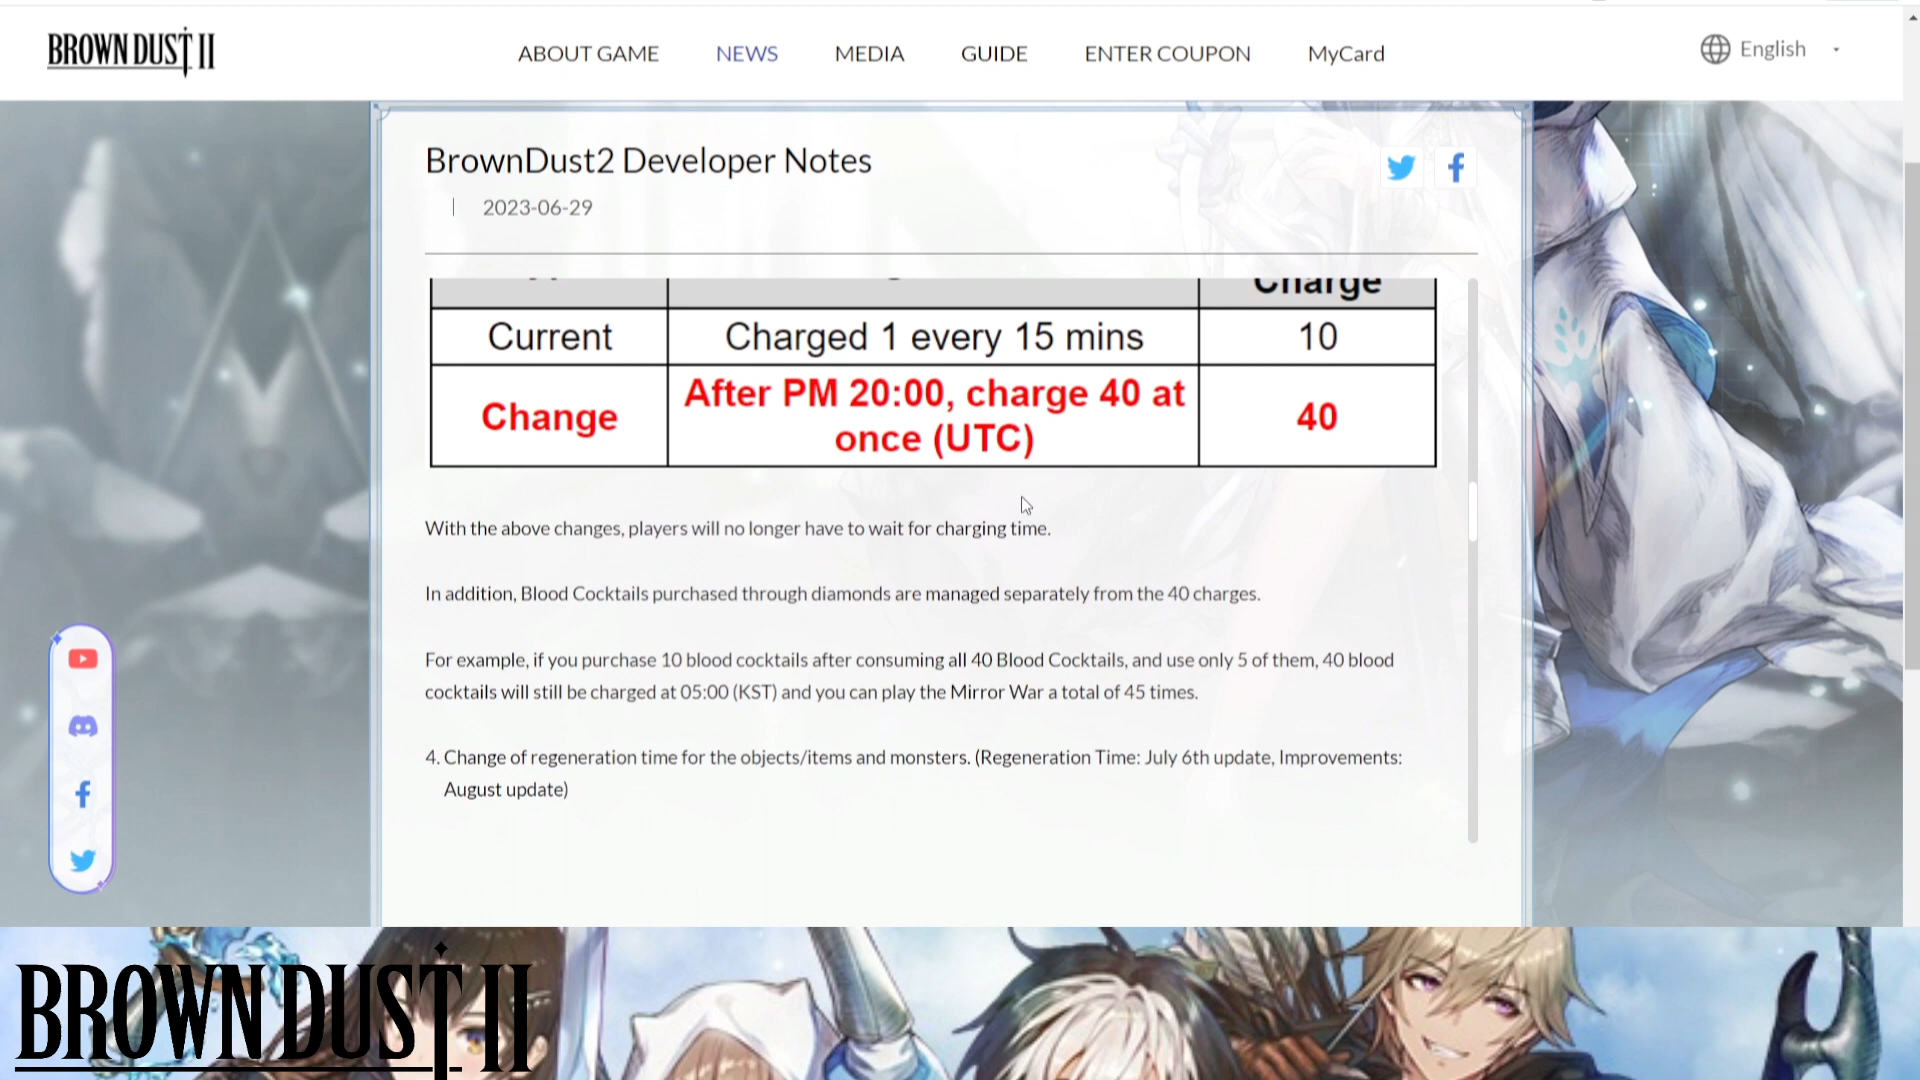 BROWN DUST II
ABOUT GAME
NEWS
MEDIA
GUIDE
ENTER COUPON
MyCard
English
BrownDust2 Developer Notes
2023-06-29
Charge
Current
Charged 1 every 15 mins
10
Change
After PM 20:00, charge 40 at
once (UTC)
40
With the above changes, players will no longer have to wait for charging time.
In addition, Blood Cocktails purchased through diamonds are managed separately from the 40 charges.
For example, if you purchase 10 blood cocktails after consuming all 40 Blood Cocktails, and use only 5 of them, 40 blood
cocktails will still be charged at 05:00 (KST) and you can play the Mirror War a total of 45 times.
4. Change of regeneration time for the objects/items and monsters. (Regeneration Time: July 6th update, Improvements:
August update)
BROWN DUST II